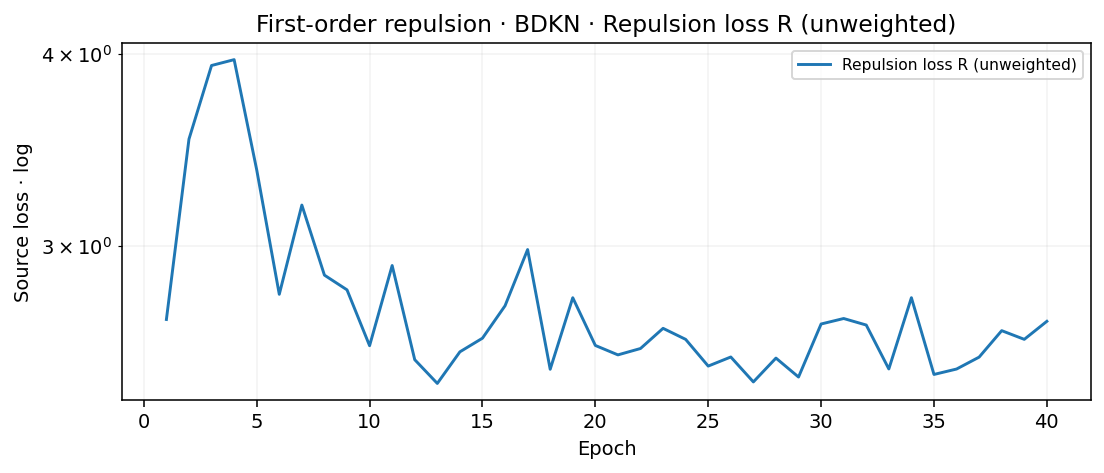 First-order repulsion · BDKN · Repulsion loss R (unweighted)
4 × 10⁰
Repulsion loss R (unweighted)
Source loss · log
3 × 10⁰
0 5 10 15 20 25 30 35 40
Epoch